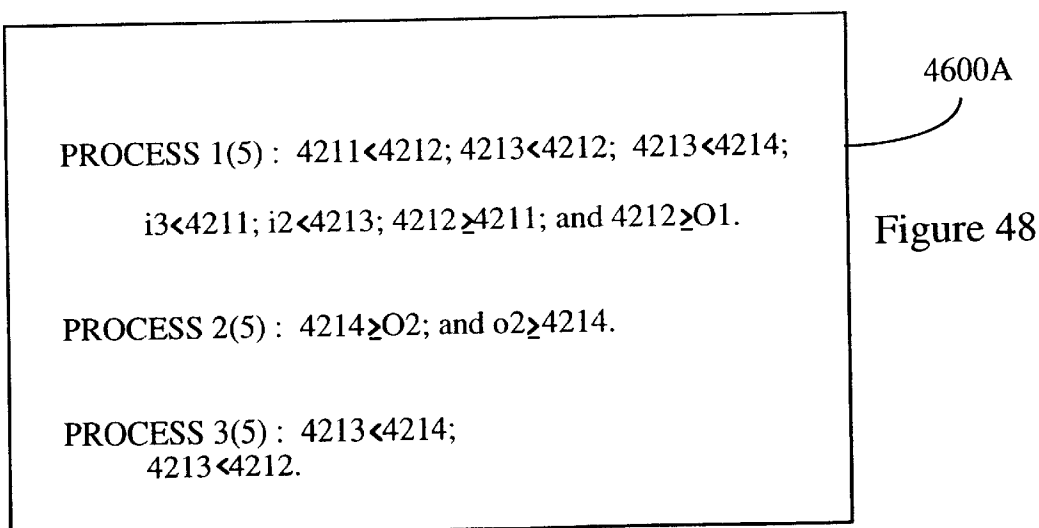 4600A
PROCESS 1(5) : 4211<4212; 4213<4212; 4213<4214;
i3<4211; i2<4213; 4212≥4211; and 4212≥O1.
Figure 48
PROCESS 2(5) : 4214≥O2; and o2≥4214.
PROCESS 3(5) : 4213<4214;
4213<4212.